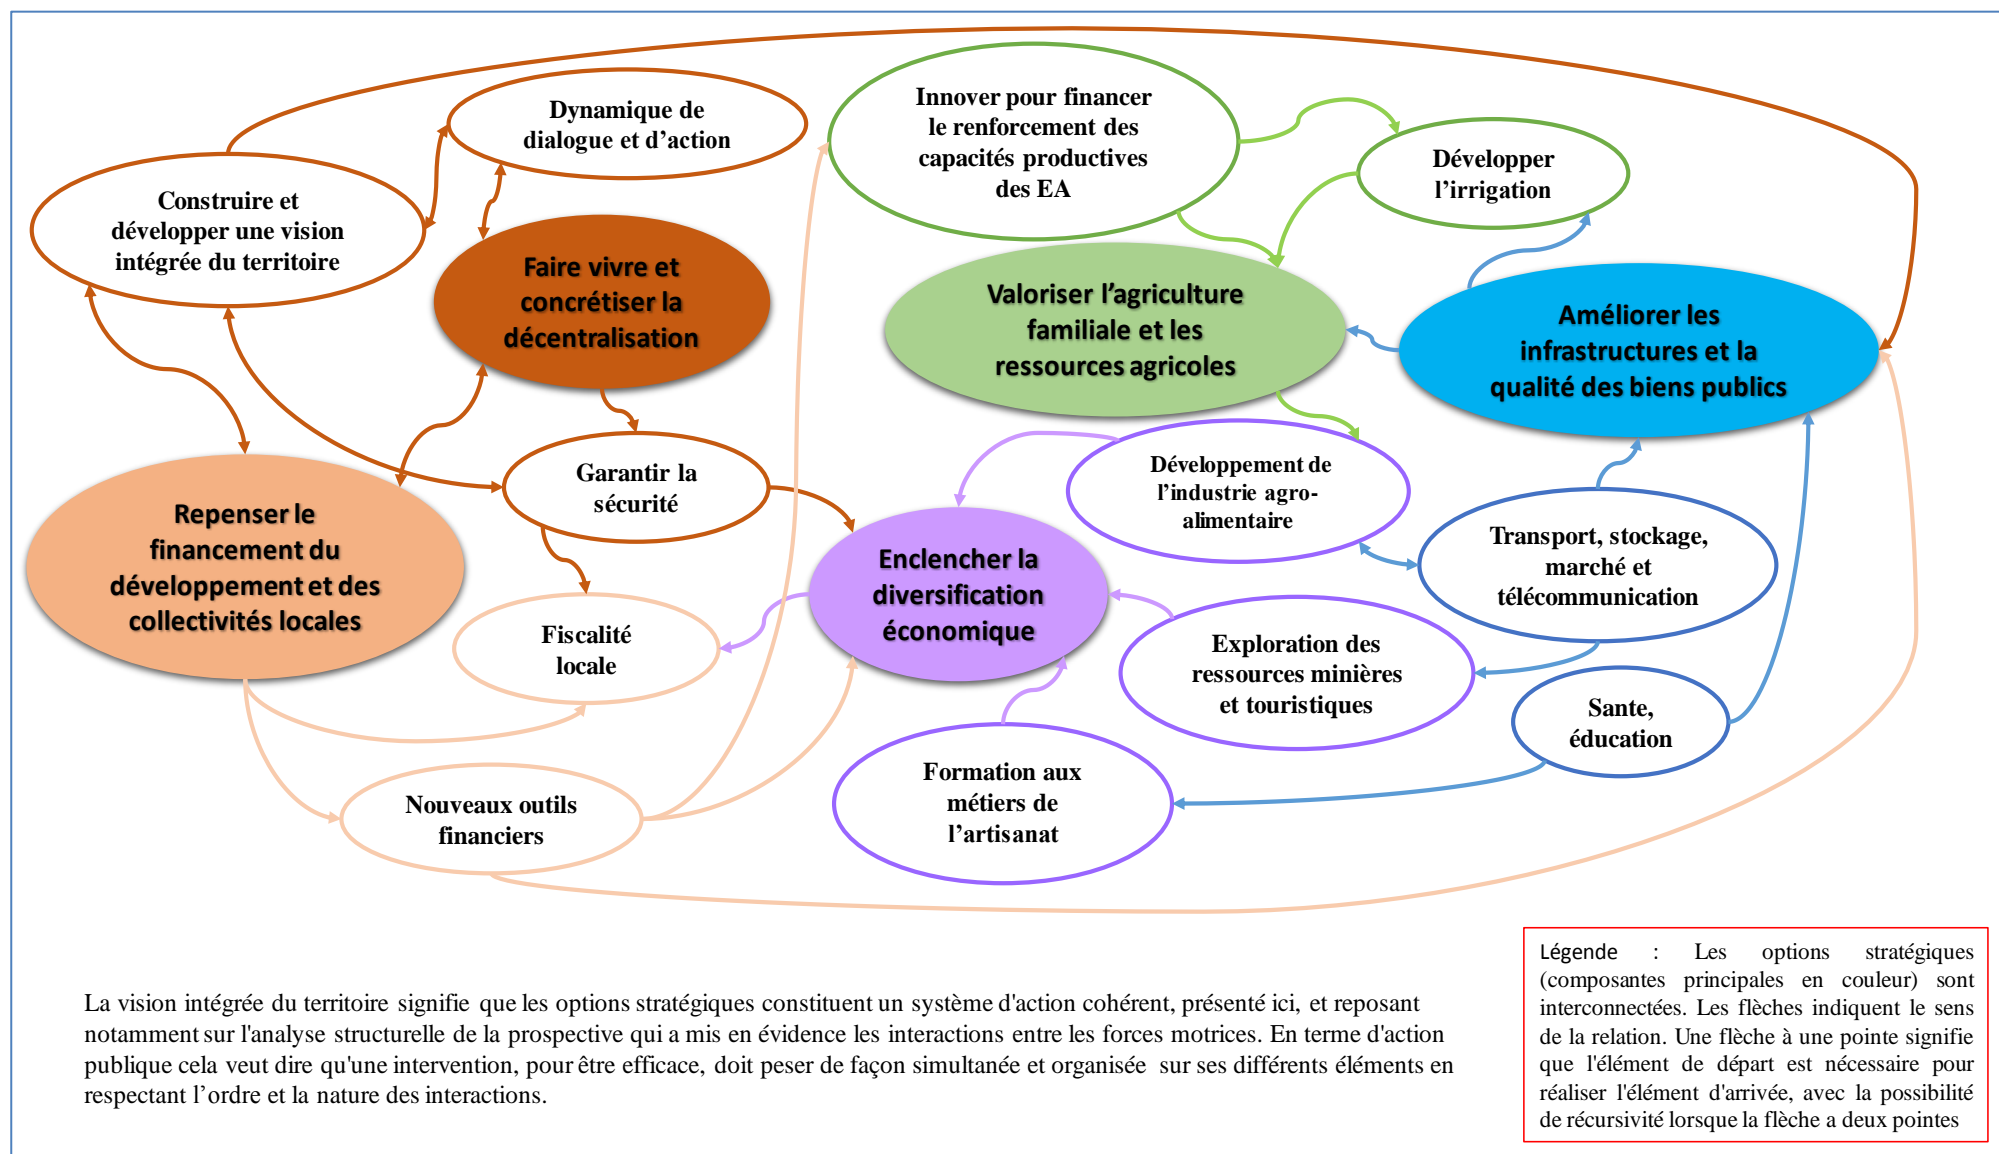 Dynamique de
dialogue et d’action
Innover pour financer
le renforcement des
capacités productives
des EA
Développer
l’irrigation
Construire et
développer une vision
intégrée du territoire
Faire vivre et
concrétiser la
décentralisation
Valoriser l’agriculture
familiale et les
ressources agricoles
Améliorer les
infrastructures et la
qualité des biens publics
Garantir la
sécurité
Développement de
l’industrie agro-
alimentaire
Repenser le
financement du
développement et des
collectivités locales
Enclencher la
diversification
économique
Transport, stockage,
marché et
télécommunication
Fiscalité
locale
Exploration des
ressources minières
et touristiques
Sante,
éducation
Nouveaux outils
financiers
Formation aux
métiers de
l’artisanat
La vision intégrée du territoire signifie que les options stratégiques constituent un système d'action cohérent, présenté ici, et reposant
notamment sur l'analyse structurelle de la prospective qui a mis en évidence les interactions entre les forces motrices. En terme d'action
publique cela veut dire qu'une intervention, pour être efficace, doit peser de façon simultanée et organisée sur ses différents éléments en
respectant l’ordre et la nature des interactions.
Légende : Les options stratégiques
(composantes principales en couleur) sont
interconnectées. Les flèches indiquent le sens
de la relation. Une flèche à une pointe signifie
que l'élément de départ est nécessaire pour
réaliser l'élément d'arrivée, avec la possibilité
de récursivité lorsque la flèche a deux pointes